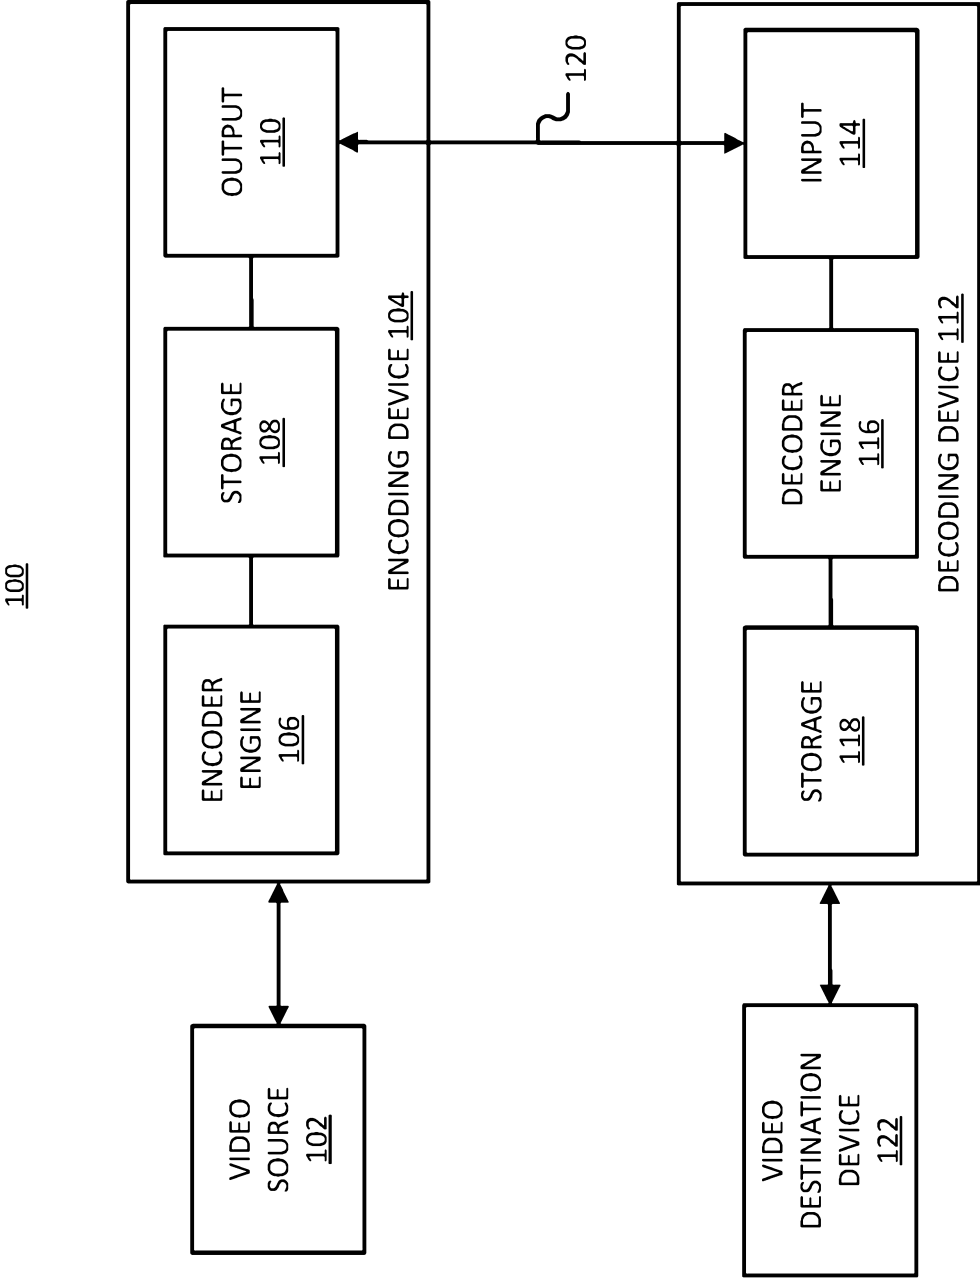 100
VIDEO
SOURCE
102
ENCODER
ENGINE
106
STORAGE
108
OUTPUT
110
ENCODING DEVICE 104
120
VIDEO
DESTINATION
DEVICE
122
STORAGE
118
DECODER
ENGINE
116
INPUT
114
DECODING DEVICE 112